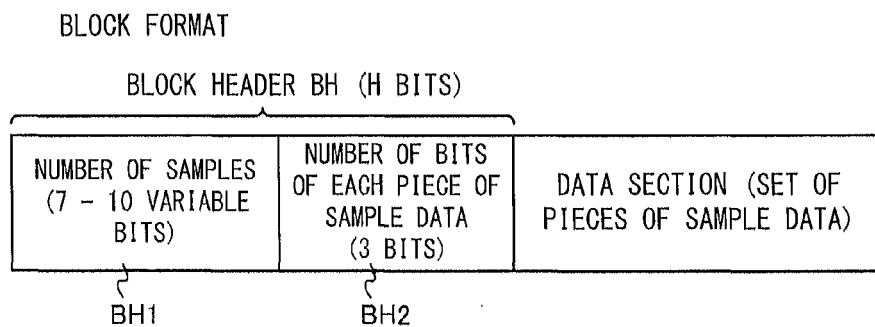 BLOCK FORMAT
BLOCK HEADER BH (H BITS)
NUMBER OF SAMPLES
(7 - 10 VARIABLE
BITS)
NUMBER OF BITS
OF EACH PIECE OF
SAMPLE DATA
(3 BITS)
DATA SECTION (SET OF
PIECES OF SAMPLE DATA)
BH1
BH2